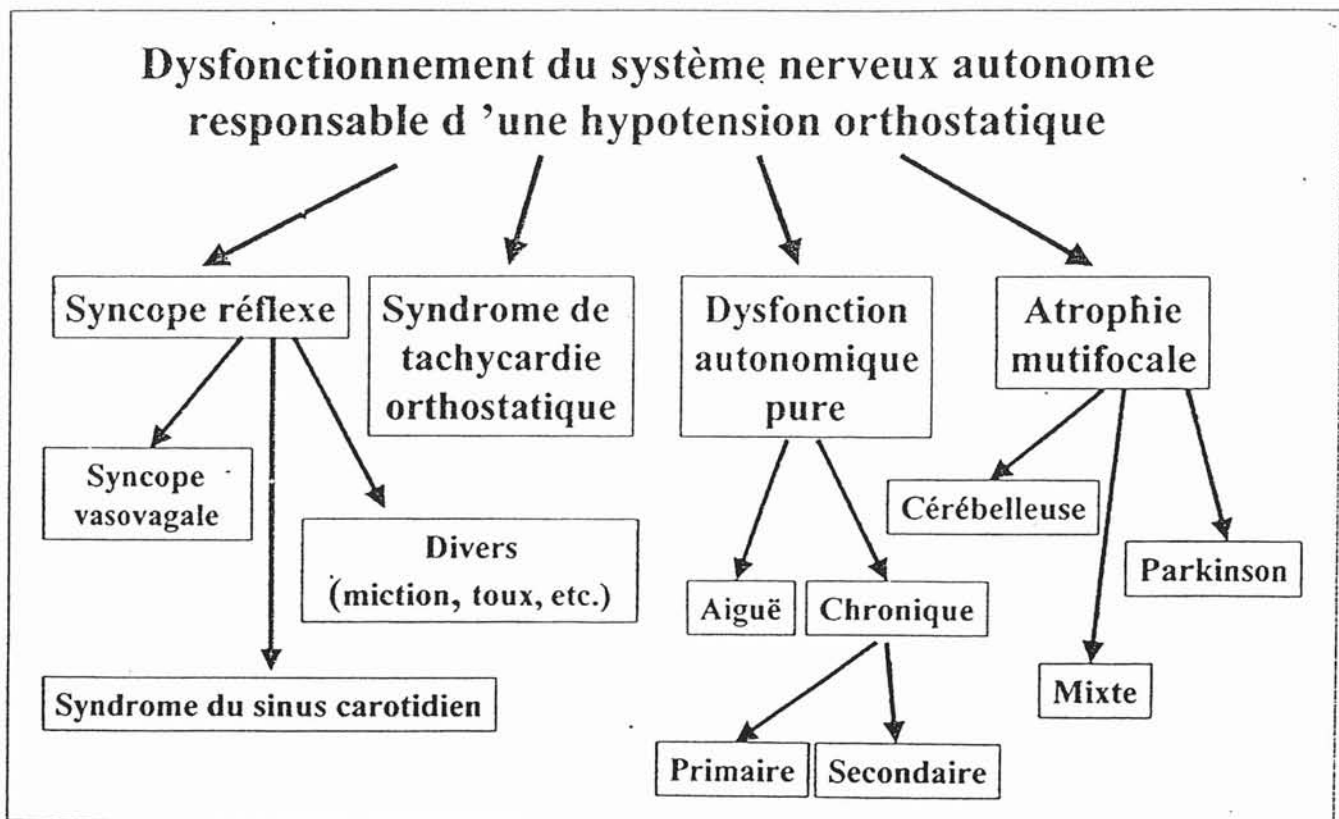 Dysfonctionnement du système nerveux autonome
responsable d ’une hypotension orthostatique
Syncope réflexe
Syndrome de
tachycardie
orthostatique
Dysfonction
autonomique
pure
Atrophie
mutifocale
Syncope
vasovagale
Divers
(miction, toux, etc.)
Syndrome du sinus carotidien
Aiguë
Chronique
Primaire
Secondaire
Cérébelleuse
Parkinson
Mixte